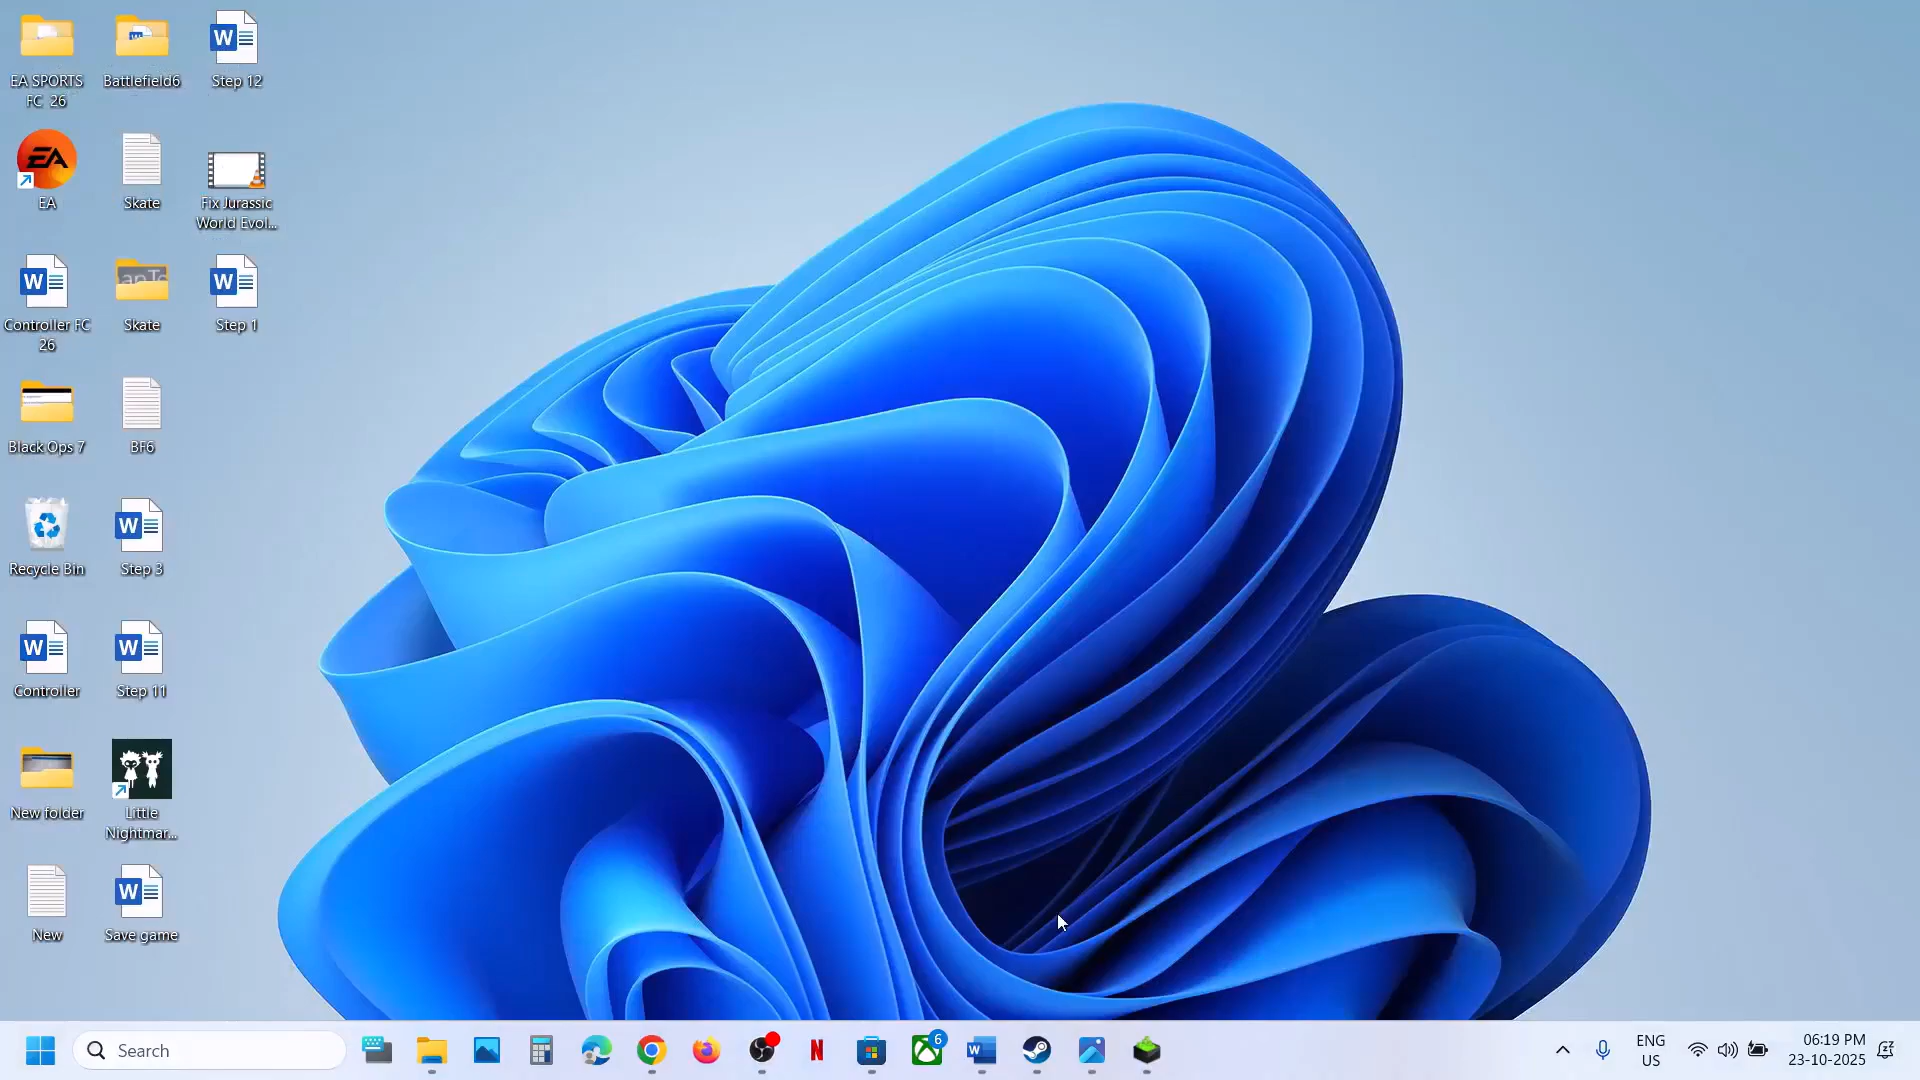 EA SPORTS
FC 26
Battlefield6
Step 12
EA
EA
Skate
Fix Jurassic
World Evol...
Controller FC
26
Skate
Step 1
Black Ops 7
BF6
Recycle Bin
Step 3
Controller
Step 11
New folder
Little
Nightmar...
New
Save game
Search
6
ENG
US
06:19 PM
23-10-2025